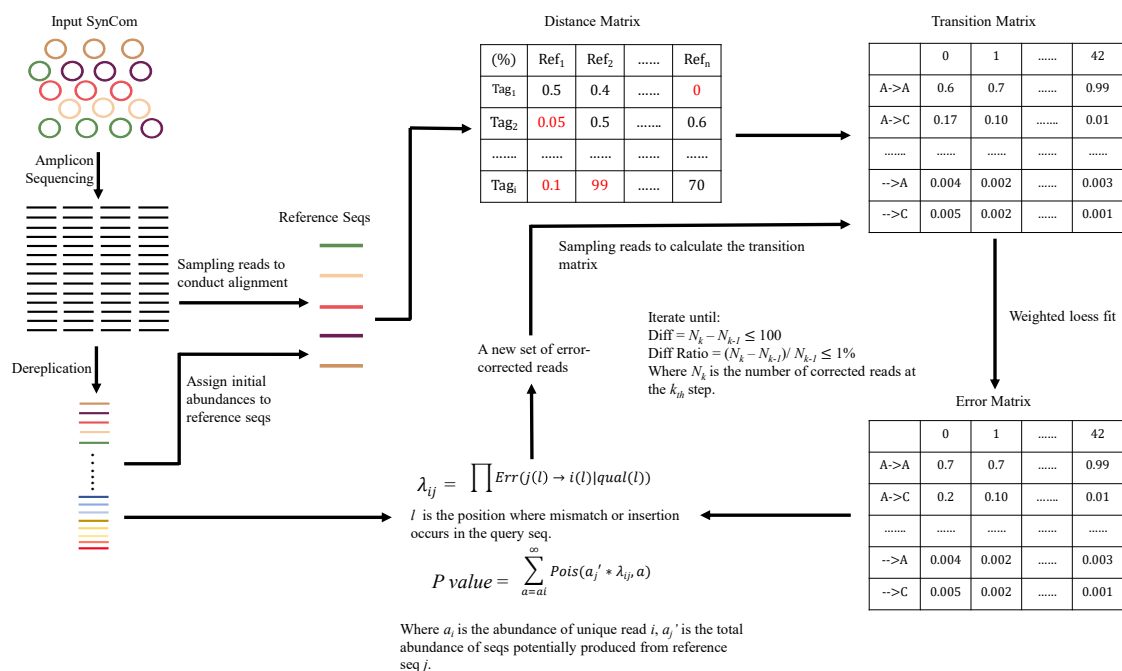 Input SynCom
Amplicon
Sequencing
Sampling reads to
conduct alignment
Dereplication
Assign initial
abundances to
reference seqs
Reference Seqs
Distance Matrix
(%) Ref1 Ref2 …… Refn
Tag1 0.5 0.4 …… 0
Tag2 0.05 0.5 ……. 0.6
……. …… …… …… ……
Tagi 0.1 99 …… 70
Transition Matrix
0 1 …… 42
A->A 0.6 0.7 …… 0.99
A->C 0.17 0.10 ……. 0.01
……. …… …… …… ……
-->A 0.004 0.002 …… 0.003
-->C 0.005 0.002 …… 0.001
Sampling reads to calculate the transition
matrix
Weighted loess fit
Iterate until:
Diff = Nk – Nk-1 ≤ 100
Diff Ratio = (Nk – Nk-1)/ Nk-1 ≤ 1%
Where Nk is the number of corrected reads at
the kth step.
A new set of error-
corrected reads
Error Matrix
0 1 …… 42
A->A 0.7 0.7 …… 0.99
A->C 0.2 0.10 …… 0.01
……. …… …… ……. ……
-->A 0.004 0.002 …… 0.003
-->C 0.005 0.002 …… 0.001
λij = ∏ Err(j(l) → i(l)|qual(l))
l is the position where mismatch or insertion
occurs in the query seq.
P value = ∑ a=ai ∞ Pois(aj′ * λij, a)
Where ai is the abundance of unique read i, aj’ is the total
abundance of seqs potentially produced from reference
seq j.